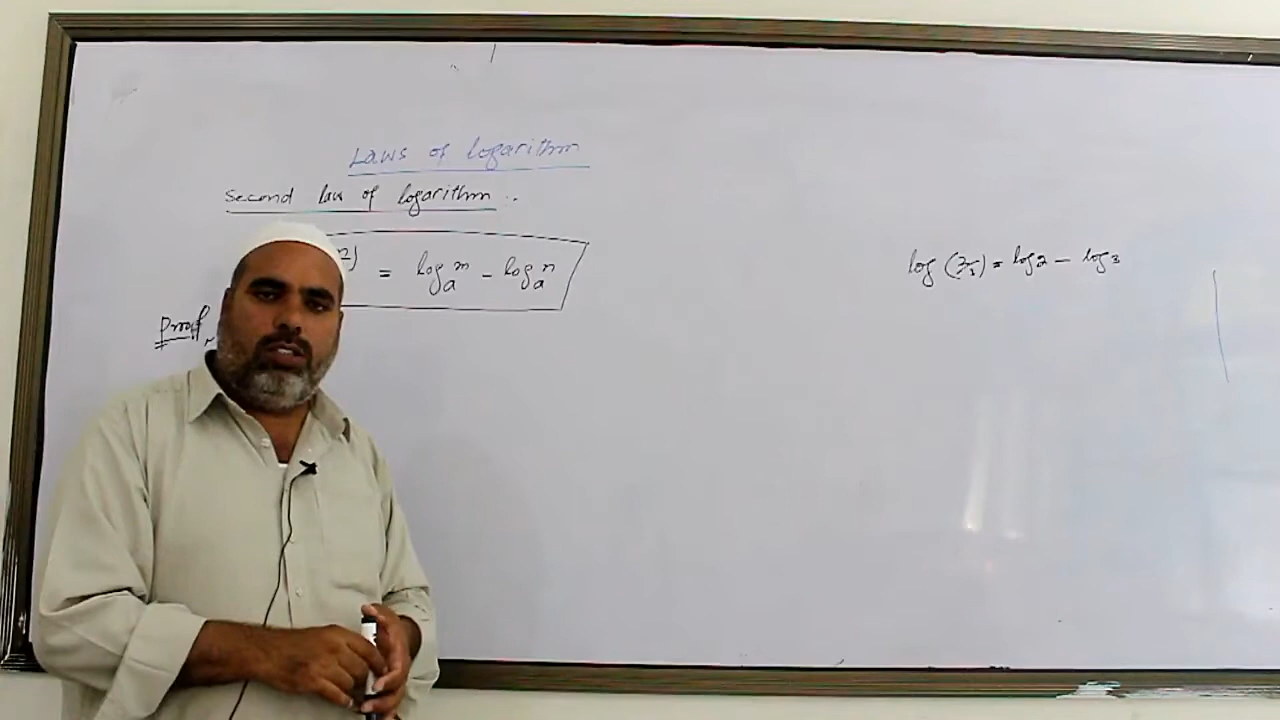 Laws of logarithm
Second law of logarithm ..
n) = log_a^m - log_a^n
Proof
log (2/3) = log 2 - log 3